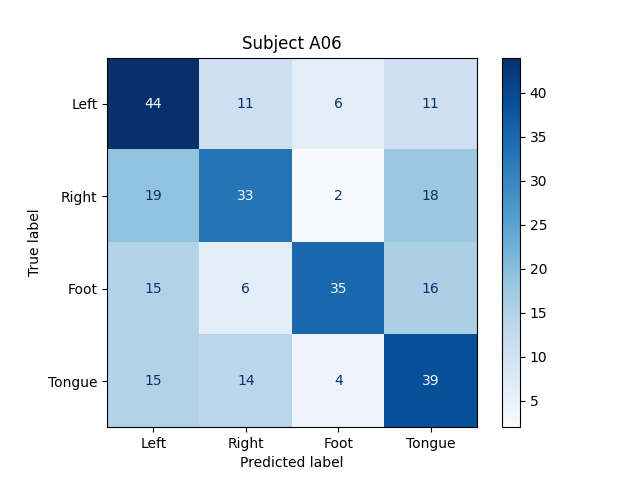 Subject A06
True label
Left 44 11 6 11
Right 19 33 2 18
Foot 15 6 35 16
Tongue 15 14 4 39
Left Right Foot Tongue
Predicted label
40
35
30
25
20
15
10
5